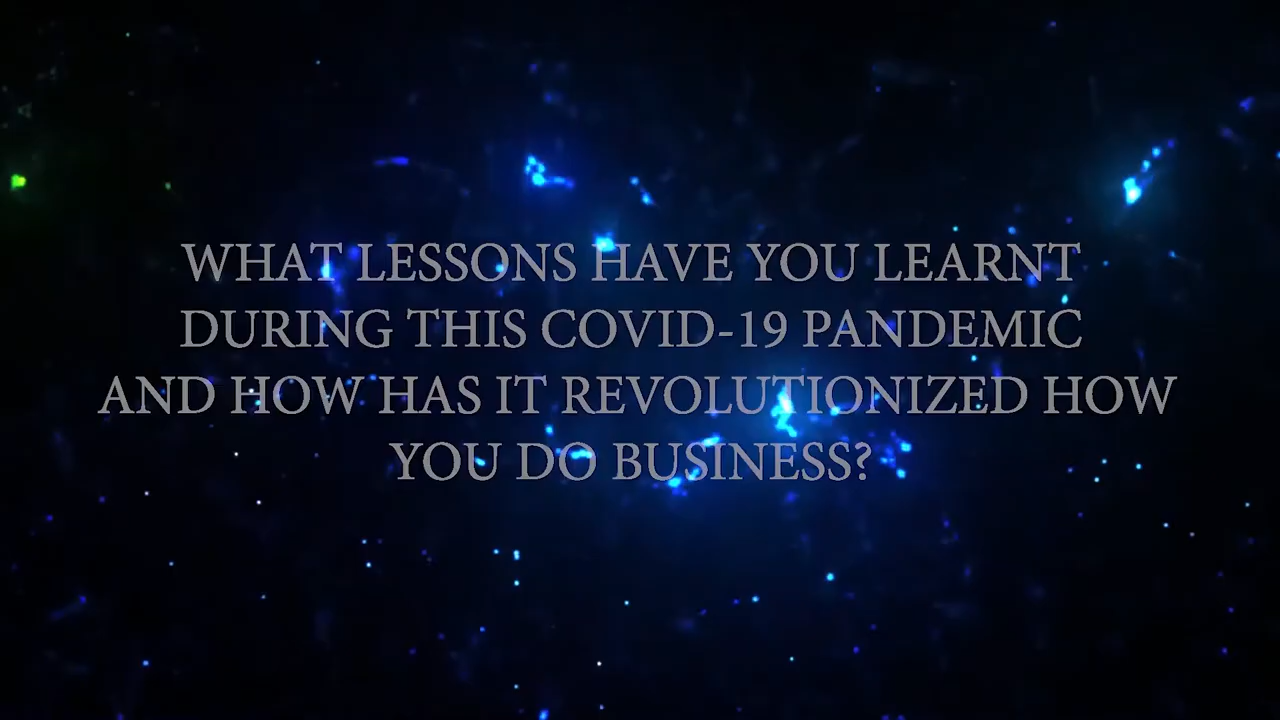 WHAT LESSONS HAVE YOU LEARNT
DURING THIS COVID-19 PANDEMIC
AND HOW HAS IT REVOLUTIONIZED HOW
YOU DO BUSINESS?